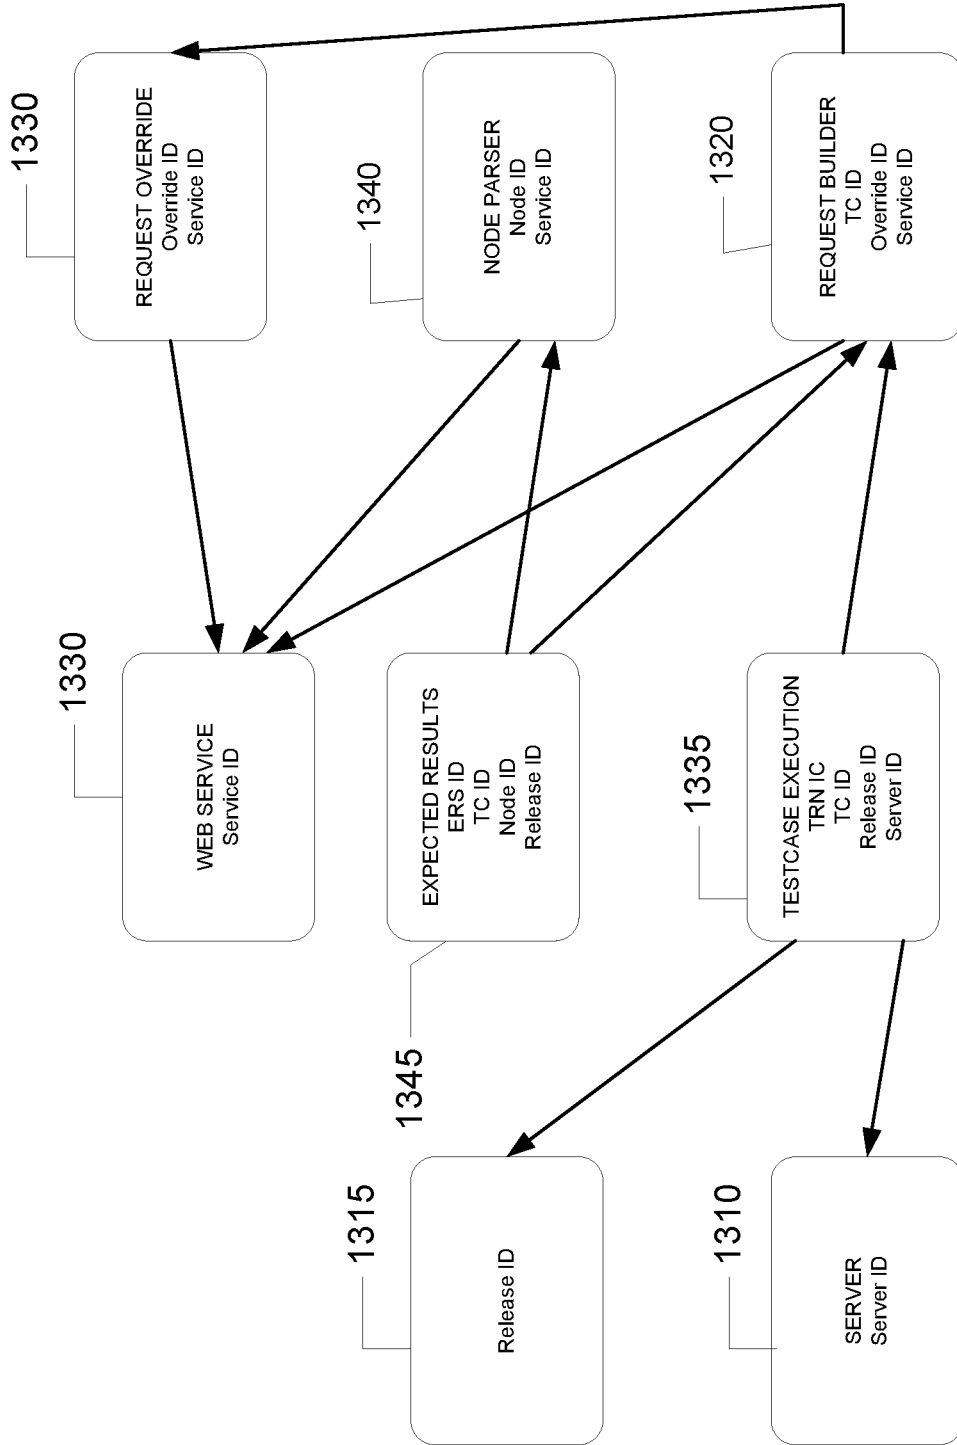 1330
WEB SERVICE
Service ID
1330
REQUEST OVERRIDE
Override ID
Service ID
1315
Release ID
1345
EXPECTED RESULTS
ERS ID
TC ID
Node ID
Release ID
1340
NODE PARSER
Node ID
Service ID
1310
SERVER
Server ID
1335
TESTCASE EXECUTION
TRN IC
TC ID
Release ID
Server ID
1320
REQUEST BUILDER
TC ID
Override ID
Service ID